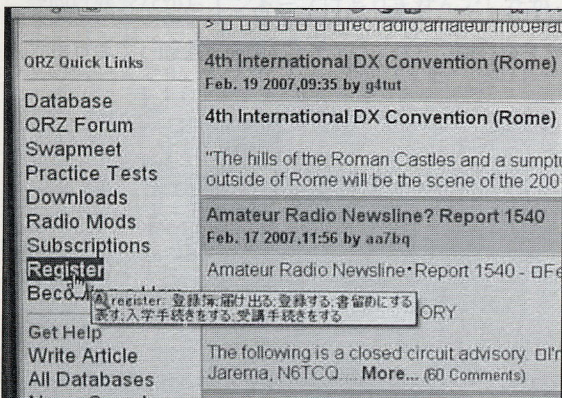 rec.radio.amateur.moderat
QRZ Quick Links
Database
QRZ Forum
Swapmeet
Practice Tests
Downloads
Radio Mods
Subscriptions
Register
register: 登録簿;届け出る;登録する;書留めにする
表す;入学手続きをする;受講手続きをする
Get Help
Write Article
All Databases
4th International DX Convention (Rome)
Feb. 19 2007,09:35 by g4tut
4th International DX Convention (Rome)
"The hills of the Roman Castles and a sumptu
outside of Rome will be the scene of the 200
Amateur Radio Newsline? Report 1540
Feb. 17 2007,11:56 by aa7bq
Amateur Radio Newsline・Report 1540 - □Fe
ORY
The following is a closed circuit advisory. □I'r
Jarema, N6TCQ.... More... (60 Comments)